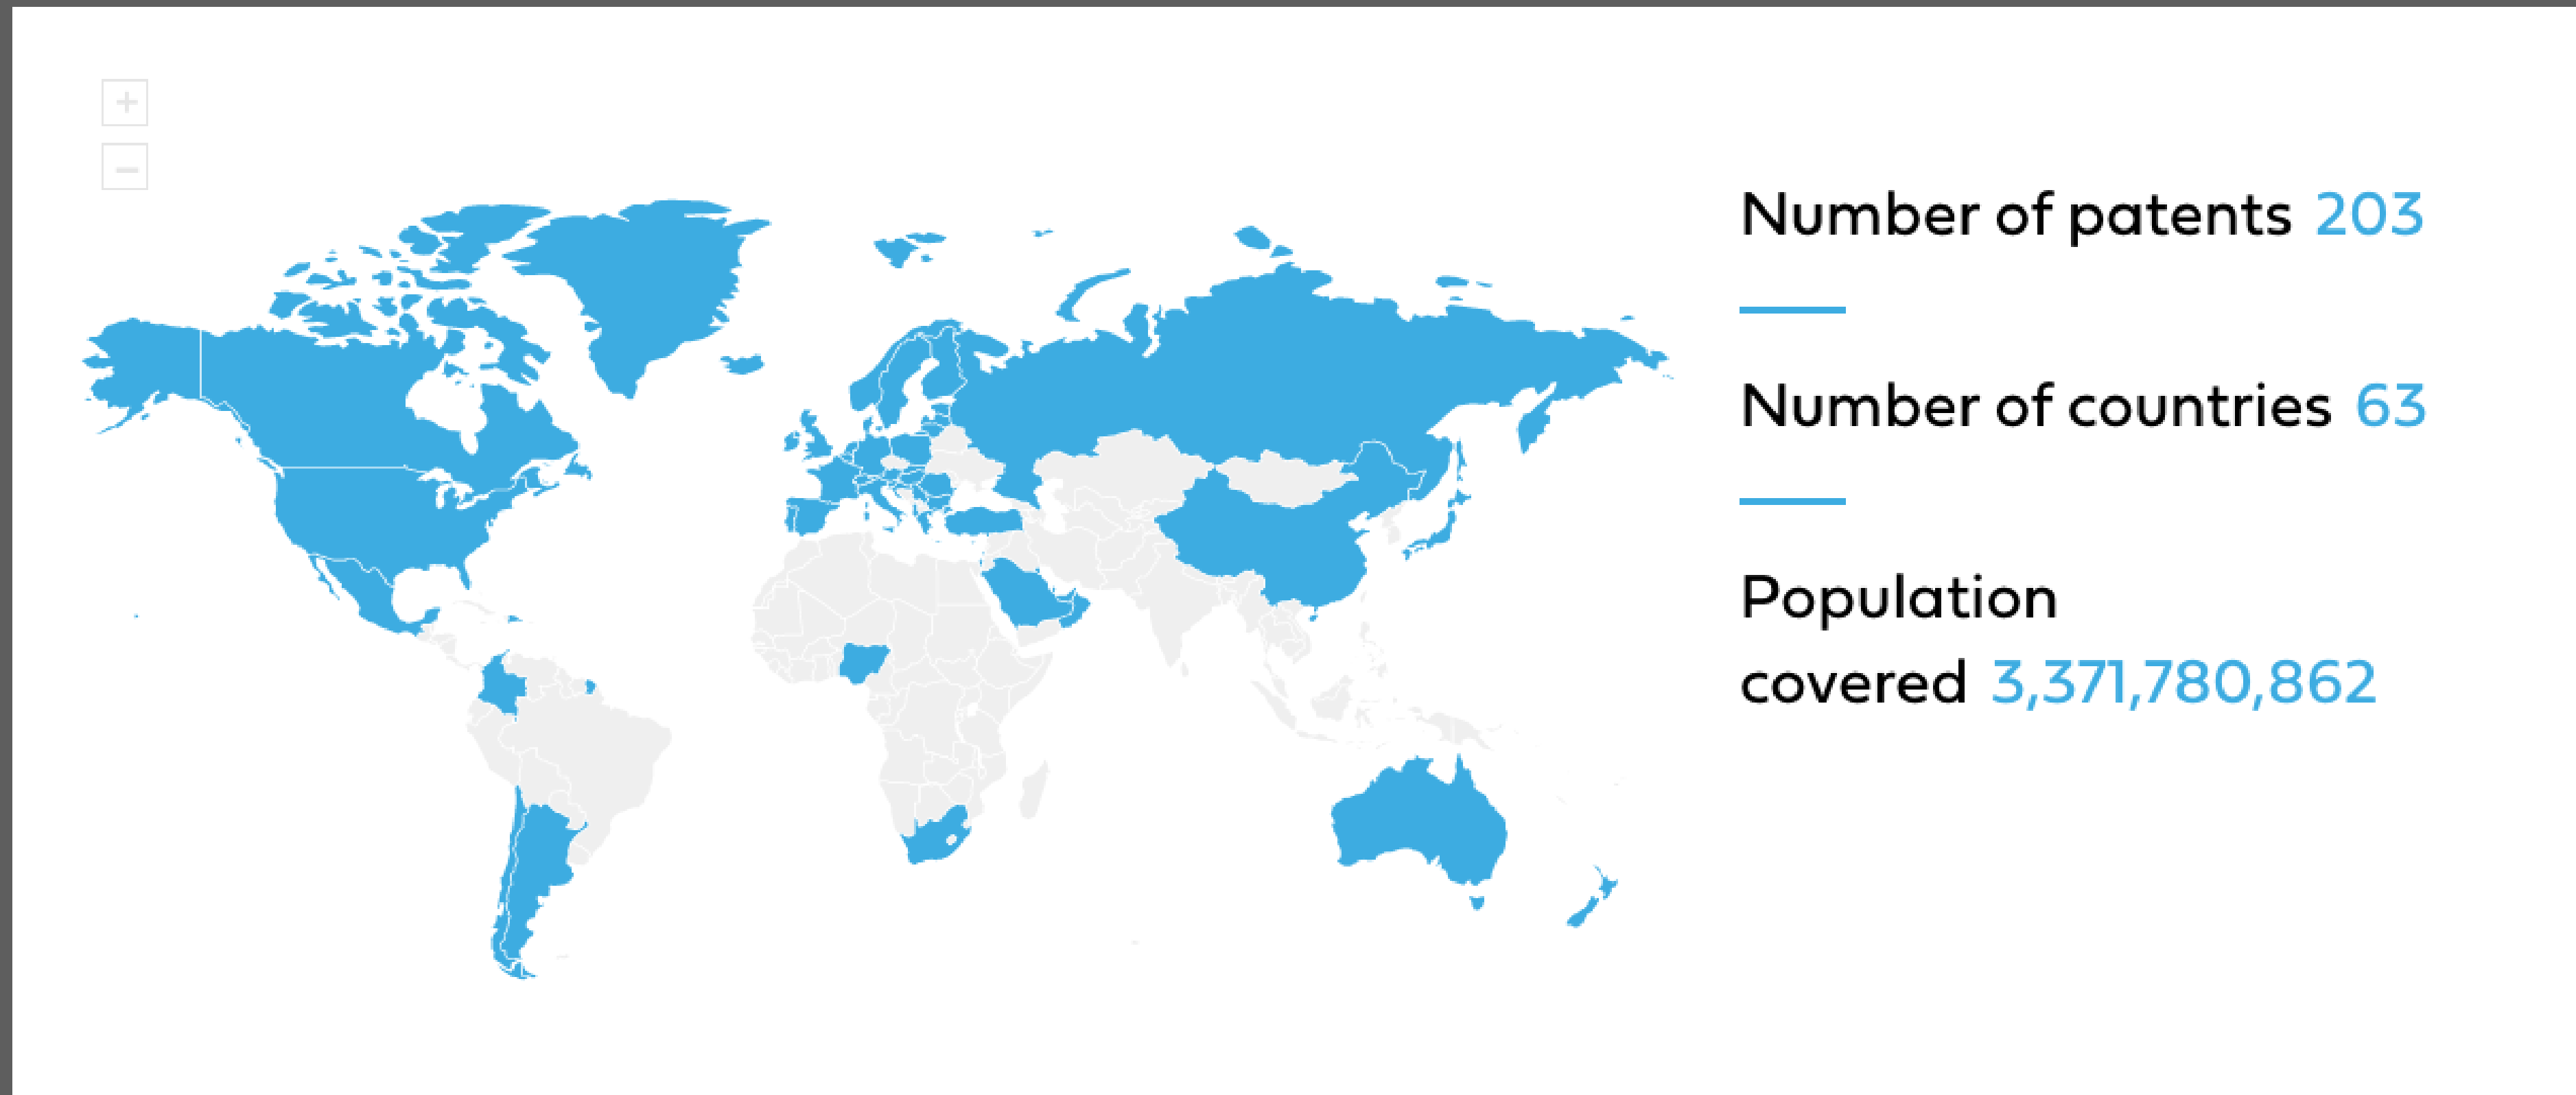 +
−
Number of patents 203
Number of countries 63
Population
covered 3,371,780,862